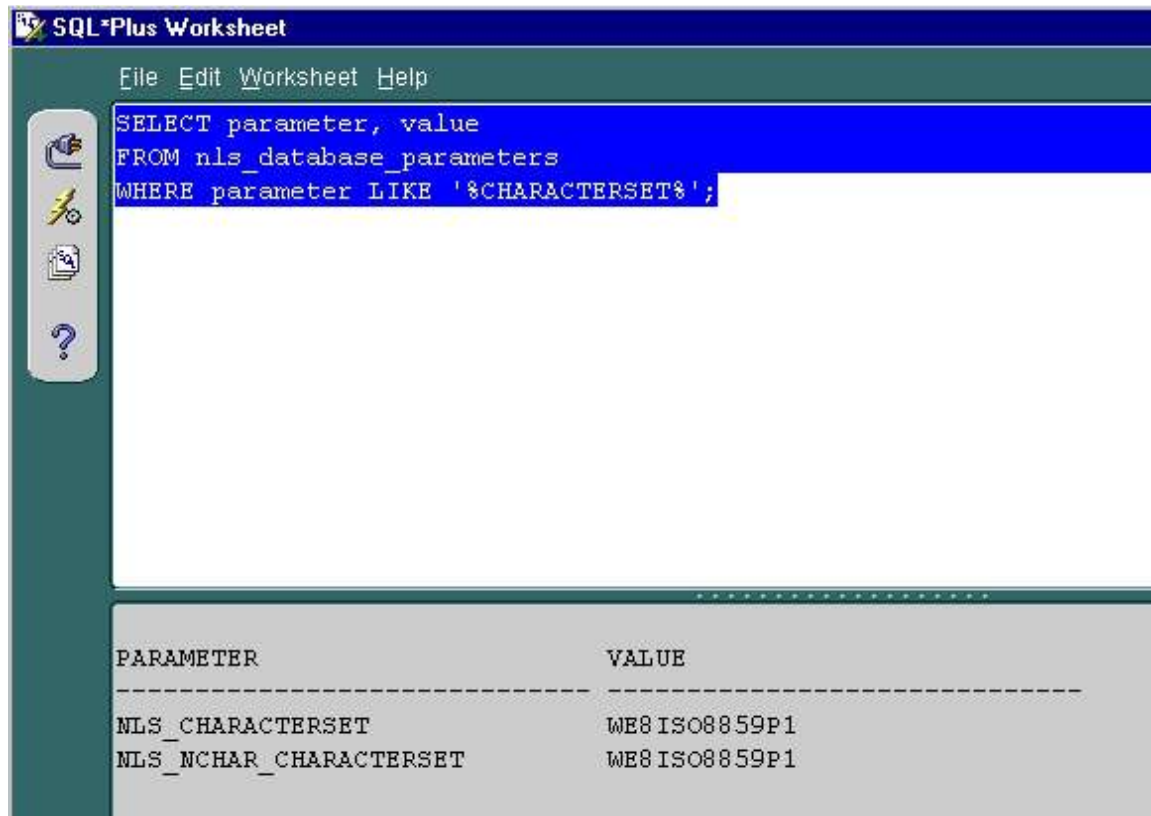 SQL*Plus Worksheet
File Edit Worksheet Help
SELECT parameter, value
FROM nls_database_parameters
WHERE parameter LIKE '%CHARACTERSET%';
PARAMETER VALUE
------------------------------ ------------------------------
NLS_CHARACTERSET WE8ISO8859P1
NLS_NCHAR_CHARACTERSET WE8ISO8859P1